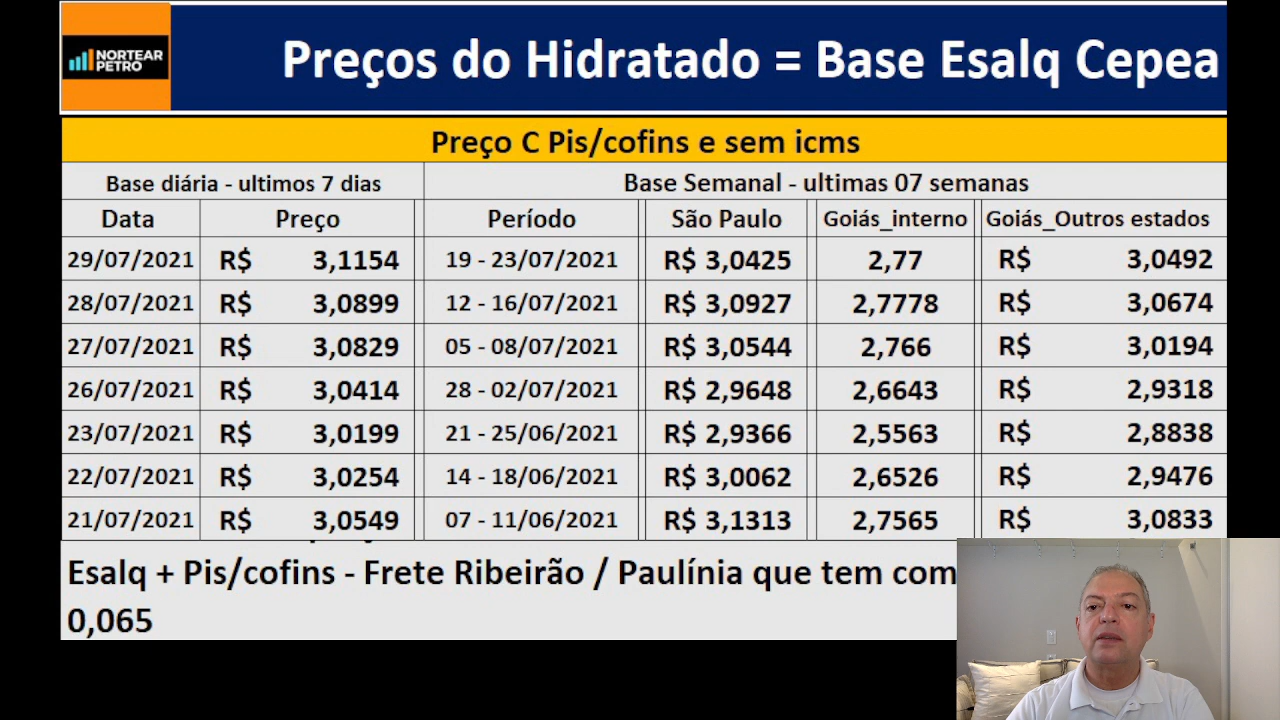 NORTEAR
PETRO
Preços do Hidratado = Base Esalq Cepea
Preço C Pis/cofins e sem icms
Base diária - ultimos 7 dias Base Semanal - ultimas 07 semanas
Data Preço Período São Paulo Goiás_interno Goiás_Outros estados
29/07/2021 R$ 3,1154 19 - 23/07/2021 R$ 3,0425 2,77 R$ 3,0492
28/07/2021 R$ 3,0899 12 - 16/07/2021 R$ 3,0927 2,7778 R$ 3,0674
27/07/2021 R$ 3,0829 05 - 08/07/2021 R$ 3,0544 2,766 R$ 3,0194
26/07/2021 R$ 3,0414 28 - 02/07/2021 R$ 2,9648 2,6643 R$ 2,9318
23/07/2021 R$ 3,0199 21 - 25/06/2021 R$ 2,9366 2,5563 R$ 2,8838
22/07/2021 R$ 3,0254 14 - 18/06/2021 R$ 3,0062 2,6526 R$ 2,9476
21/07/2021 R$ 3,0549 07 - 11/06/2021 R$ 3,1313 2,7565 R$ 3,0833
Esalq + Pis/cofins - Frete Ribeirão / Paulínia que tem com
0,065